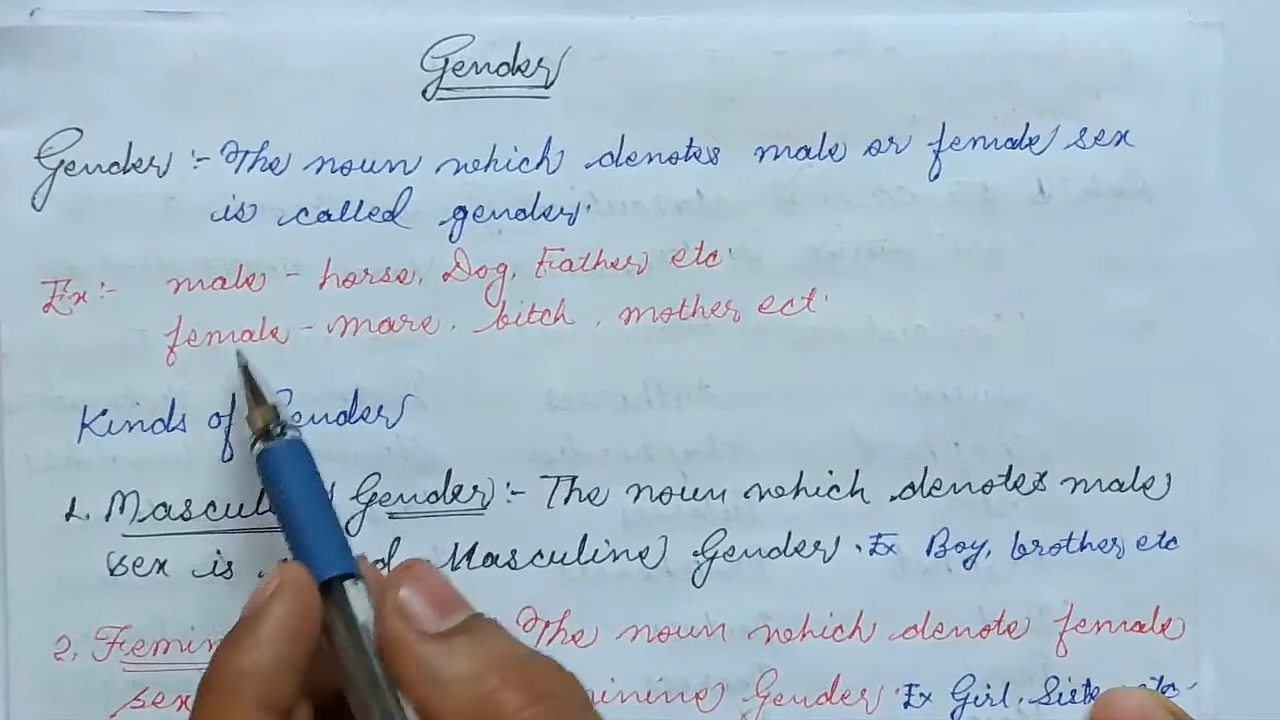 Gender
Gender :- The noun which denotes male or female sex
is called gender.
Ex:- male - horse, Dog, Father etc.
female - mare, bitch, mother ect.
Kinds of
1. Gender :- The noun which denotes male
sex is Masculine Gender. Ex Boy, brother etc
2. The noun which denote female
sex Gender. Ex Girl,